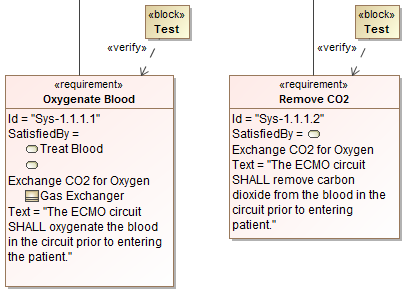 «block»
Test
«verify»
«requirement»
Oxygenate Blood
Id = "Sys-1.1.1.1"
SatisfiedBy =
Treat Blood
Exchange CO2 for Oxygen
Gas Exchanger
Text = "The ECMO circuit
SHALL oxygenate the blood
in the circuit prior to entering
the patient."
«block»
Test
«verify»
«requirement»
Remove CO2
Id = "Sys-1.1.1.2"
SatisfiedBy =
Exchange CO2 for Oxygen
Text = "The ECMO circuit
SHALL remove carbon
dioxide from the blood in the
circuit prior to entering
patient."